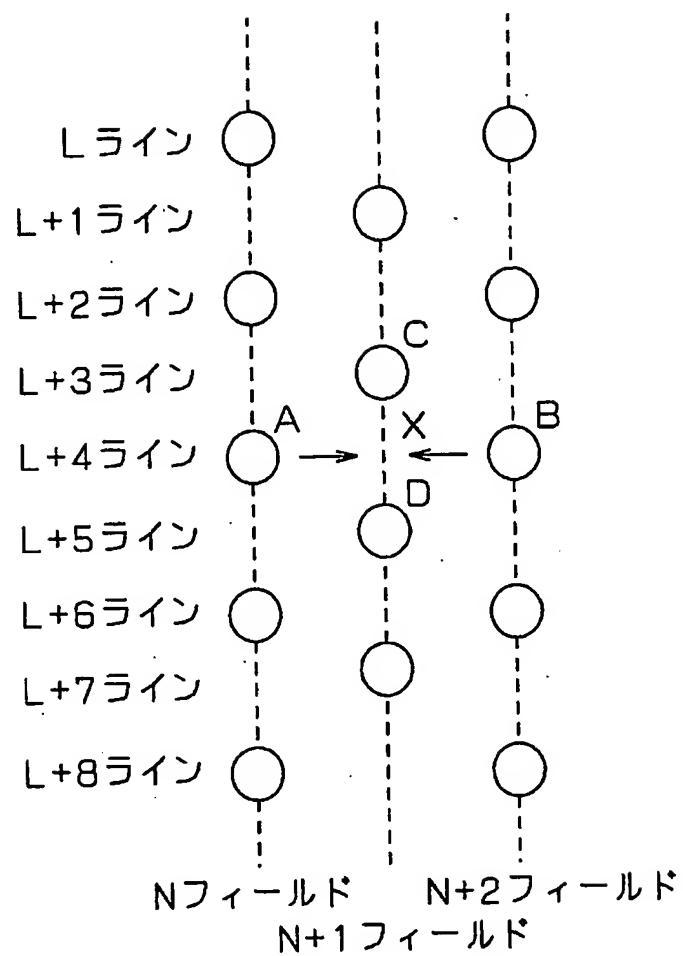 Lライン
L+1ライン
L+2ライン
C
L+3ライン
A
X
B
L+4ライン
D
L+5ライン
L+6ライン
L+7ライン
L+8ライン
Nフィールド
N+2フィールド
N+1フィールド